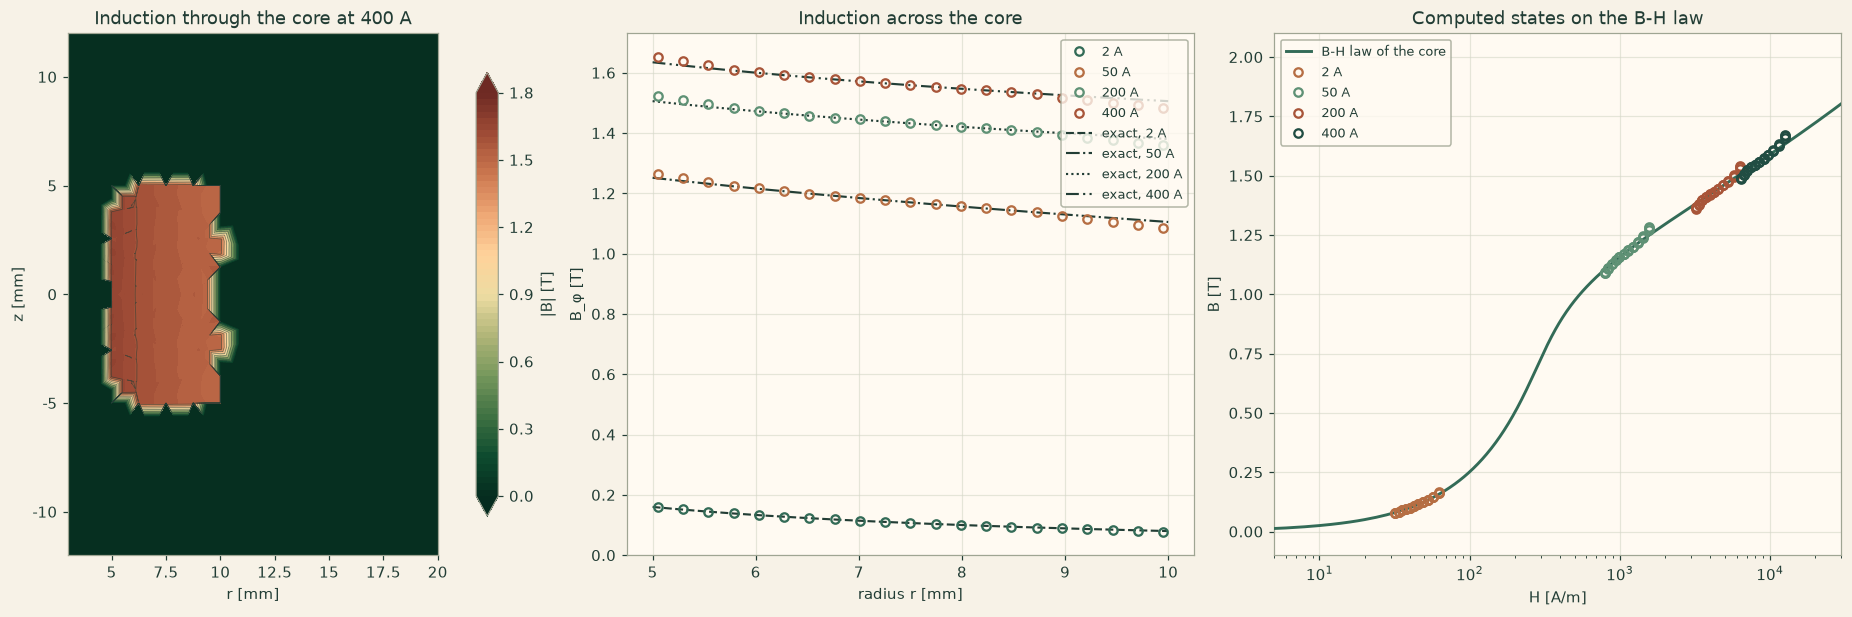 Induction through the core at 400 A
10
5
0
-5
-10
z [mm]
5
7.5
10
12.5
15
17.5
20
r [mm]
1.8
1.5
1.2
0.9
0.6
0.3
0.0
|B| [T]
Induction across the core
1.6
1.4
1.2
1.0
0.8
0.6
0.4
0.2
0.0
B_φ [T]
5
6
7
8
9
10
radius r [mm]
2 A
50 A
200 A
400 A
exact, 2 A
exact, 50 A
exact, 200 A
exact, 400 A
Computed states on the B-H law
2.00
1.75
1.50
1.25
1.00
0.75
0.50
0.25
0.00
B [T]
10¹
10²
10³
10⁴
H [A/m]
B-H law of the core
2 A
50 A
200 A
400 A